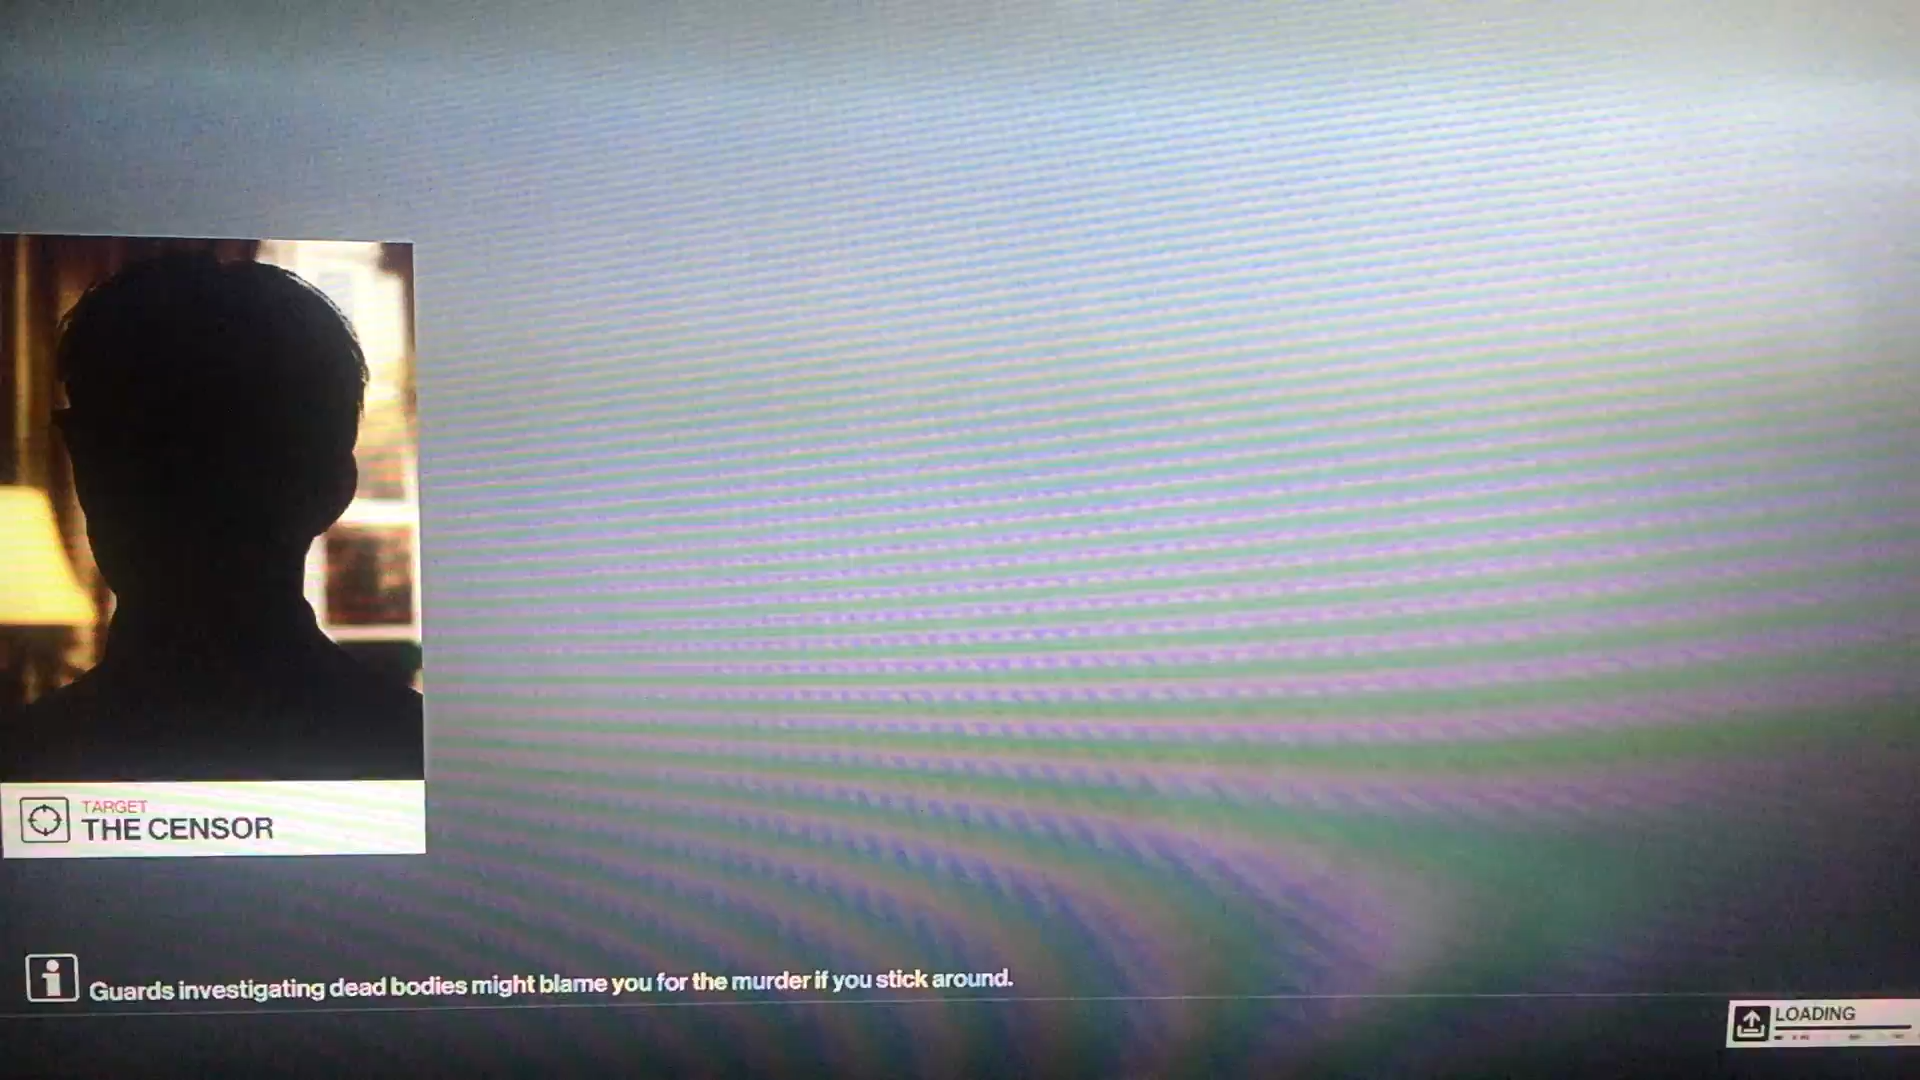 TARGET
THE CENSOR
Guards investigating dead bodies might blame you for the murder if you stick around.
LOADING